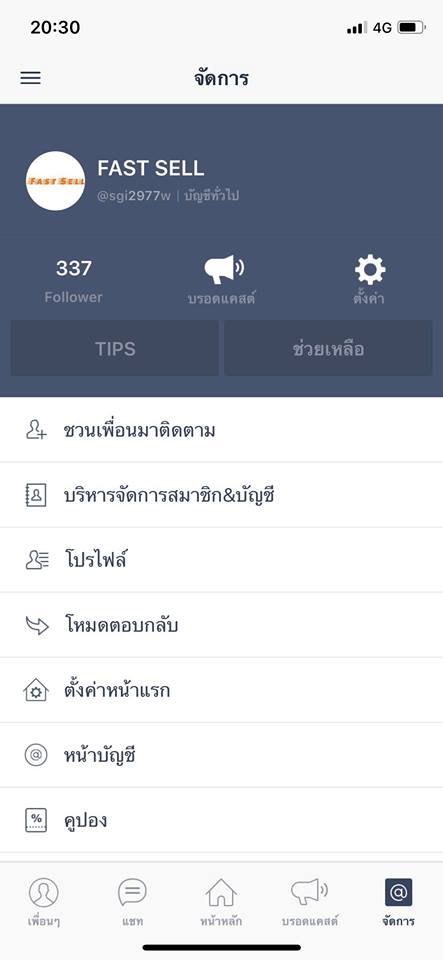 20:30
4G
จัดการ
FAST SELL
FAST SELL
@sgi2977w | บัญชีทั่วไป
337
Follower
บรอดแคสต์
ตั้งค่า
TIPS
ช่วยเหลือ
ชวนเพื่อนมาติดตาม
บริหารจัดการสมาชิก&บัญชี
โปรไฟล์
โหมดตอบกลับ
ตั้งค่าหน้าแรก
@
หน้าบัญชี
%
คูปอง
เพื่อนๆ
แชท
หน้าหลัก
บรอดแคสต์
@
จัดการ